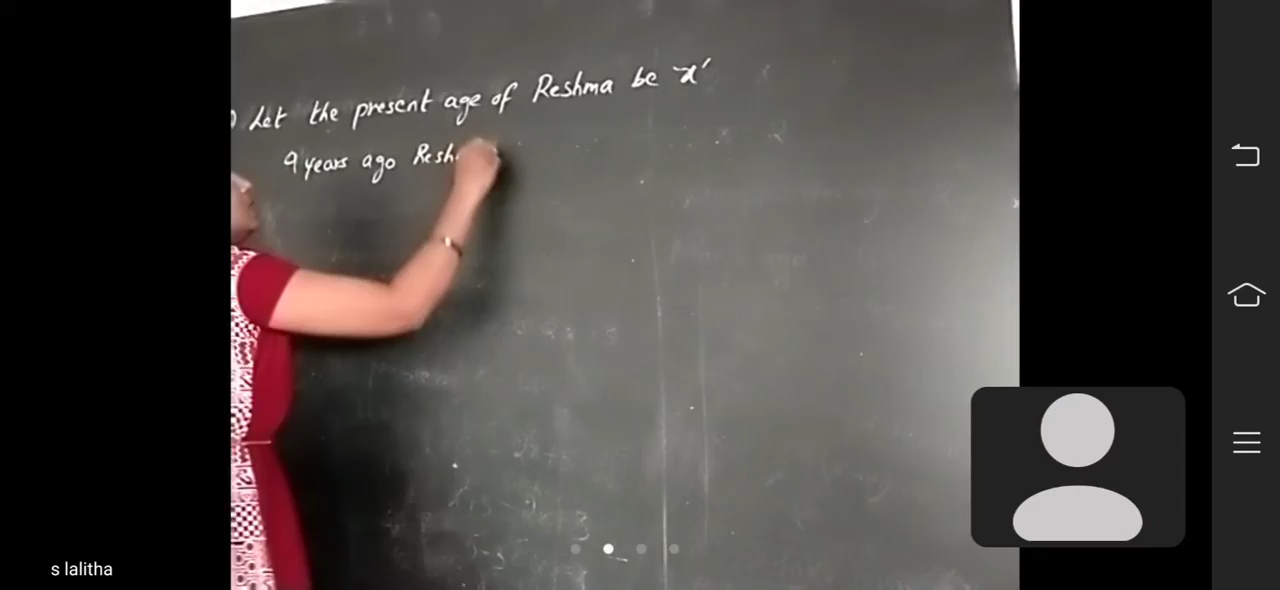 Let the present age of Reshma be 'x'
9 years ago Resh
s lalitha